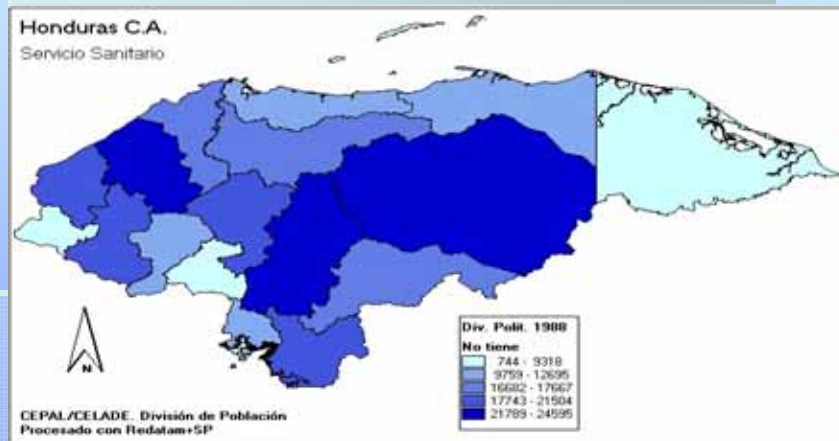 Honduras C.A.
Servicio Sanitario
N
Div. Polit. 1988
No tiene
744 - 9318
9759 - 12695
16682 - 17667
17743 - 21504
21789 - 24595
CEPAL/CELADE. División de Población
Procesado con Redatam+SP